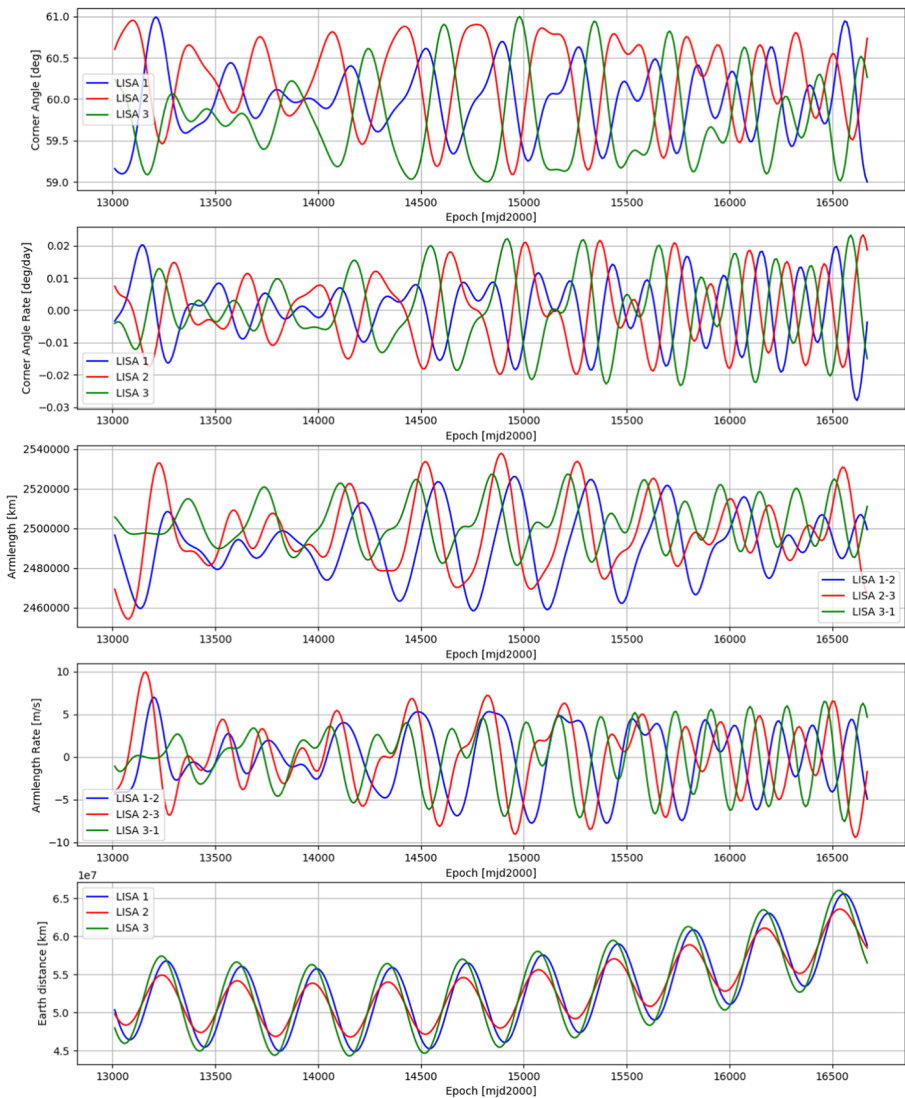 61.0
60.5
60.0
59.5
59.0
Corner Angle [deg]
LISA 1
LISA 2
LISA 3
13000 13500 14000 14500 15000 15500 16000 16500
Epoch [mjd2000]
0.02
0.01
0.00
−0.01
−0.02
−0.03
Corner Angle Rate [deg/day]
LISA 1
LISA 2
LISA 3
13000 13500 14000 14500 15000 15500 16000 16500
Epoch [mjd2000]
2540000
2520000
2500000
2480000
2460000
Armlength [km]
LISA 1-2
LISA 2-3
LISA 3-1
13000 13500 14000 14500 15000 15500 16000 16500
Epoch [mjd2000]
10
5
0
−5
−10
Armlength Rate [m/s]
LISA 1-2
LISA 2-3
LISA 3-1
13000 13500 14000 14500 15000 15500 16000 16500
Epoch [mjd2000]
1e7
6.5
6.0
5.5
5.0
4.5
Earth distance [km]
LISA 1
LISA 2
LISA 3
13000 13500 14000 14500 15000 15500 16000 16500
Epoch [mjd2000]